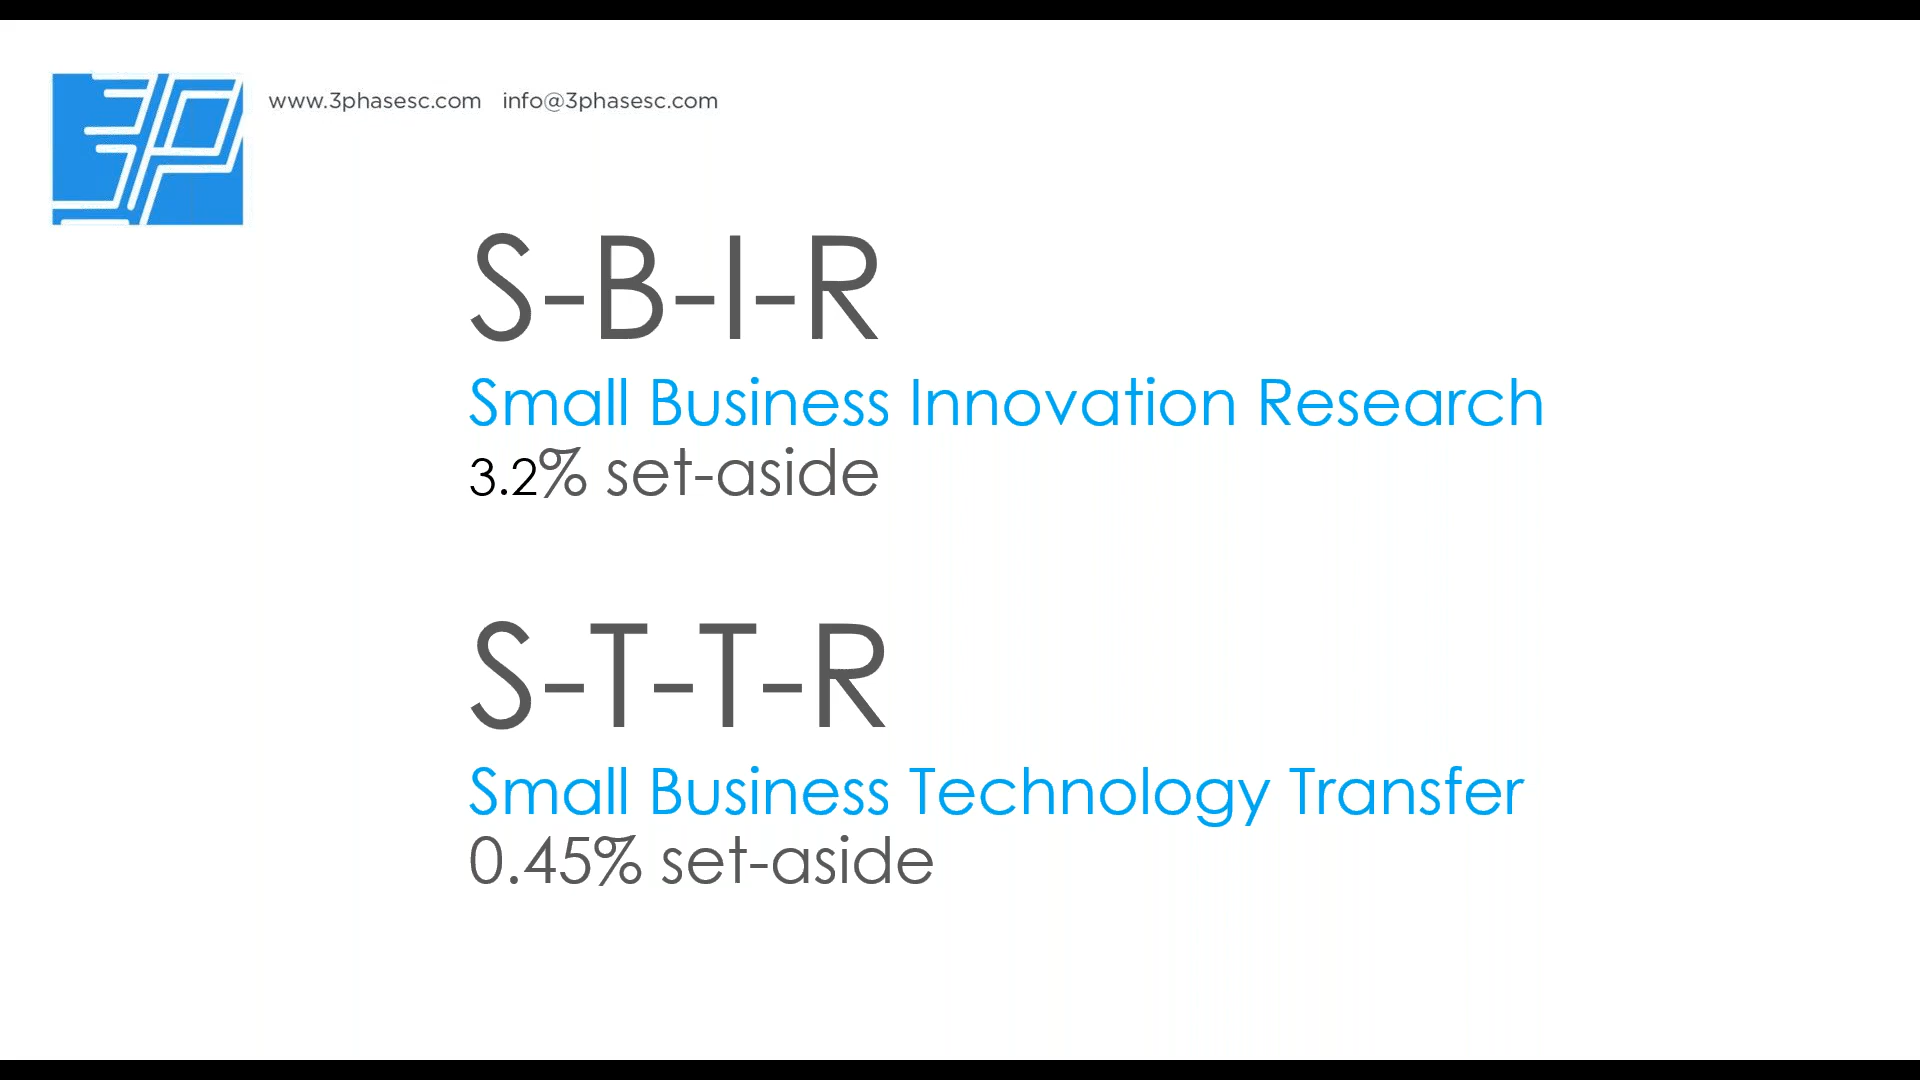 3P
www.3phasesc.com info@3phasesc.com
S-B-I-R
Small Business Innovation Research
3.2% set-aside
S-T-T-R
Small Business Technology Transfer
0.45% set-aside